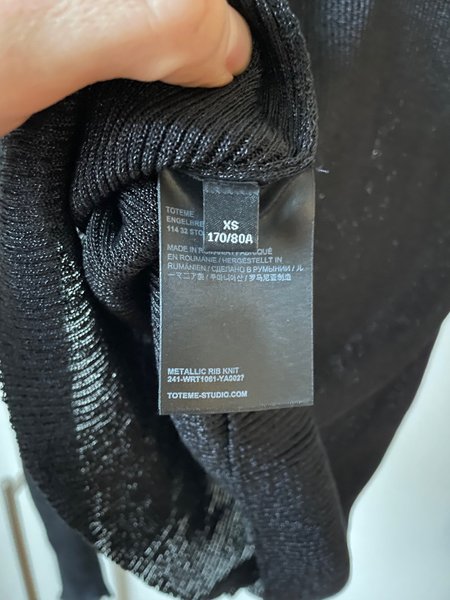 XS
170/80A
TOTEME
114 32
MADE IN
EN ROUMANIE / HERGESTELLT IN
RUMÄNIEN / СДЕЛАНО В РУМЫНИИ / ル
ーマニア製 / 루마니아산 / 罗马尼亚制造
METALLIC RIB KNIT
241-WRT1061-YA0027
TOTEME-STUDIO.COM